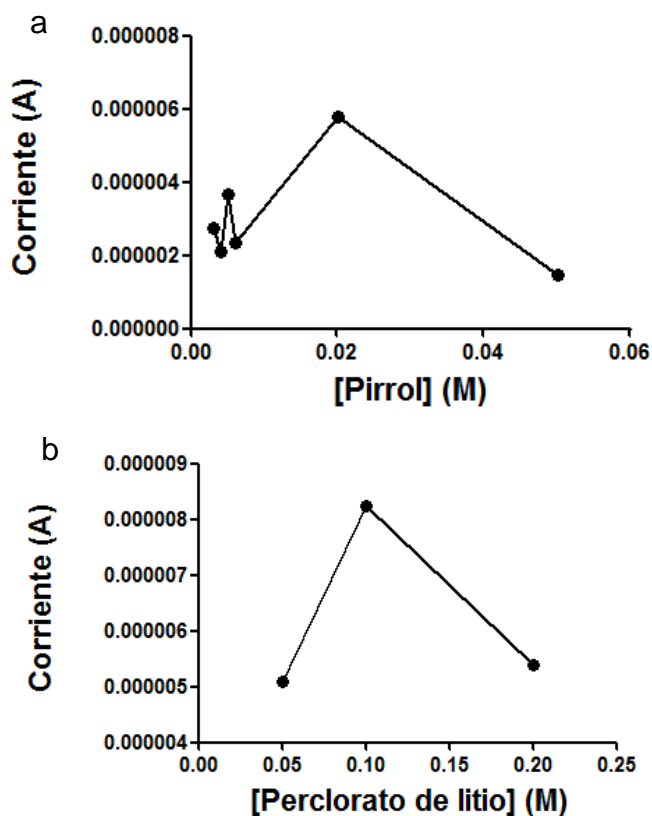 a
0.000008
0.000006
0.000004
0.000002
0.000000
Corriente (A)
0.00 0.02 0.04 0.06
[Pirrol] (M)
b
0.000009
0.000008
0.000007
0.000006
0.000005
0.000004
Corriente (A)
0.00 0.05 0.10 0.15 0.20 0.25
[Perclorato de litio] (M)